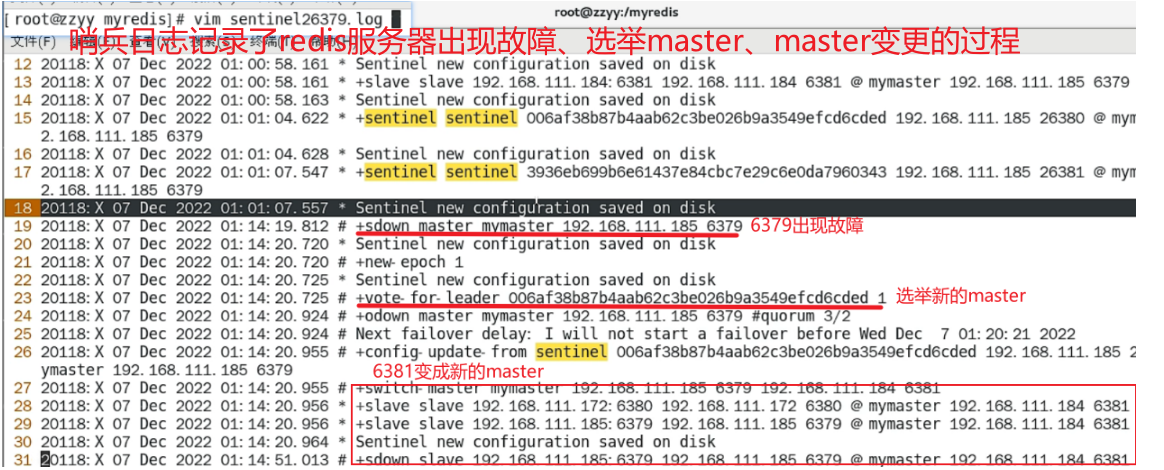 [root@zzyy myredis]# vim sentinel26379.log
root@zzyy:/myredis
哨兵日志记录了redis服务器出现故障、选举master、master变更的过程
12 20118:X 07 Dec 2022 01:00:58.161 * Sentinel new configuration saved on disk
13 20118:X 07 Dec 2022 01:00:58.161 * +slave slave 192.168.111.184:6381 192.168.111.184 6381 @ mymaster 192.168.111.185 6379
14 20118:X 07 Dec 2022 01:00:58.163 * Sentinel new configuration saved on disk
15 20118:X 07 Dec 2022 01:01:04.622 * +sentinel sentinel 006af38b87b4aab62c3be026b9a3549efcd6cded 192.168.111.185 26380 @ mym
2.168.111.185 6379
16 20118:X 07 Dec 2022 01:01:04.628 * Sentinel new configuration saved on disk
17 20118:X 07 Dec 2022 01:01:07.547 * +sentinel sentinel 3936eb699b6e61437e84cbc7e29c6e0da7960343 192.168.111.185 26381 @ mym
2.168.111.185 6379
18 20118:X 07 Dec 2022 01:01:07.557 * Sentinel new configuration saved on disk
19 20118:X 07 Dec 2022 01:14:19.812 # +sdown master mymaster 192.168.111.185 6379 6379出现故障
20 20118:X 07 Dec 2022 01:14:20.720 * Sentinel new configuration saved on disk
21 20118:X 07 Dec 2022 01:14:20.720 # +new-epoch 1
22 20118:X 07 Dec 2022 01:14:20.725 * Sentinel new configuration saved on disk
23 20118:X 07 Dec 2022 01:14:20.725 # +vote-for-leader 006af38b87b4aab62c3be026b9a3549efcd6cded 1 选举新的master
24 20118:X 07 Dec 2022 01:14:20.924 # +odown master mymaster 192.168.111.185 6379 #quorum 3/2
25 20118:X 07 Dec 2022 01:14:20.924 # Next failover delay: I will not start a failover before Wed Dec  7 01:20:21 2022
26 20118:X 07 Dec 2022 01:14:20.955 # +config-update-from sentinel 006af38b87b4aab62c3be026b9a3549efcd6cded 192.168.111.185 2
ymaster 192.168.111.185 6379
6381变成新的master
27 20118:X 07 Dec 2022 01:14:20.955 # +switch-master mymaster 192.168.111.185 6379 192.168.111.184 6381
28 20118:X 07 Dec 2022 01:14:20.956 * +slave slave 192.168.111.172:6380 192.168.111.172 6380 @ mymaster 192.168.111.184 6381
29 20118:X 07 Dec 2022 01:14:20.956 * +slave slave 192.168.111.185:6379 192.168.111.185 6379 @ mymaster 192.168.111.184 6381
30 20118:X 07 Dec 2022 01:14:20.964 * Sentinel new configuration saved on disk
31 20118:X 07 Dec 2022 01:14:51.013 # +sdown slave 192.168.111.185:6379 192.168.111.185 6379 @ mymaster 192.168.111.184 6381